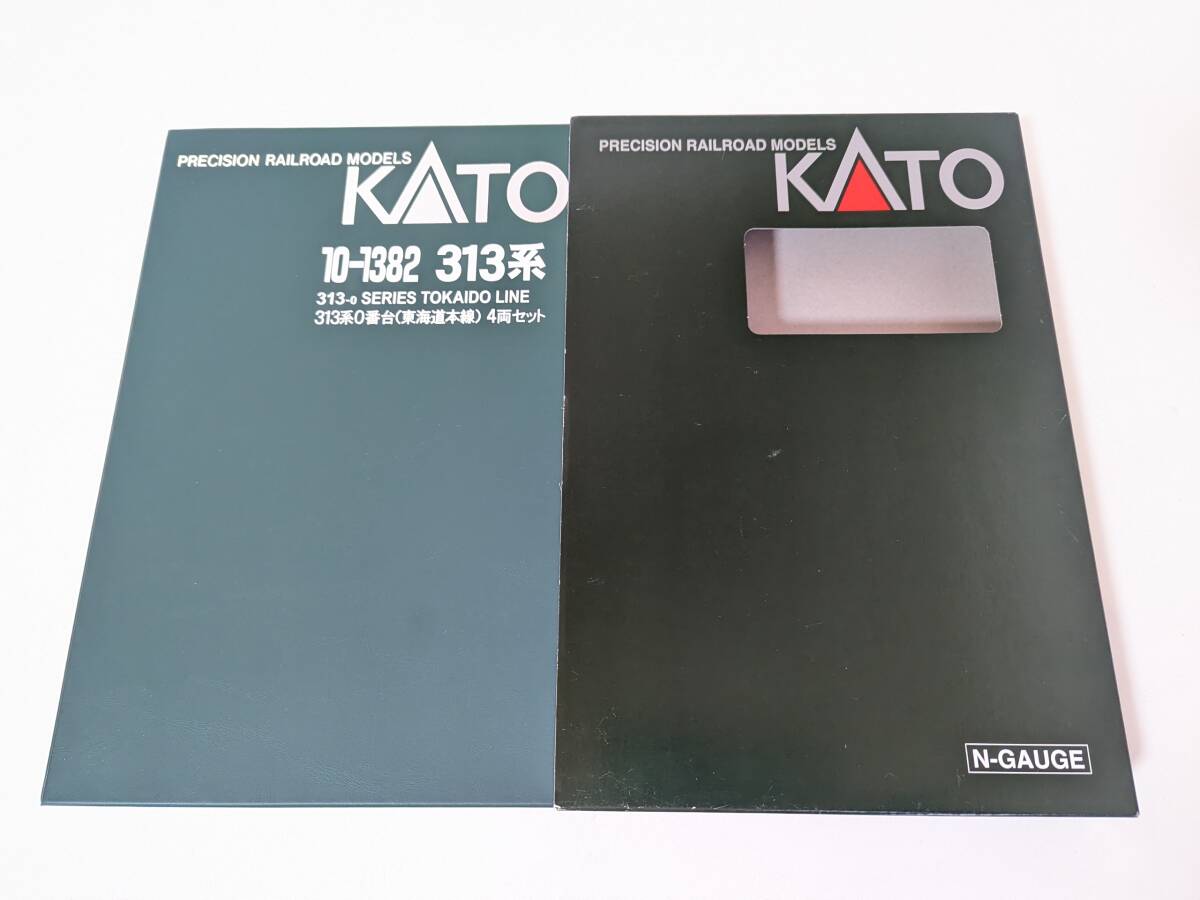 PRECISION RAILROAD MODELS
KATO
10-1382 313系
313-0 SERIES TOKAIDO LINE
313系0番台(東海道本線) 4両セット
PRECISION RAILROAD MODELS
KATO
N-GAUGE